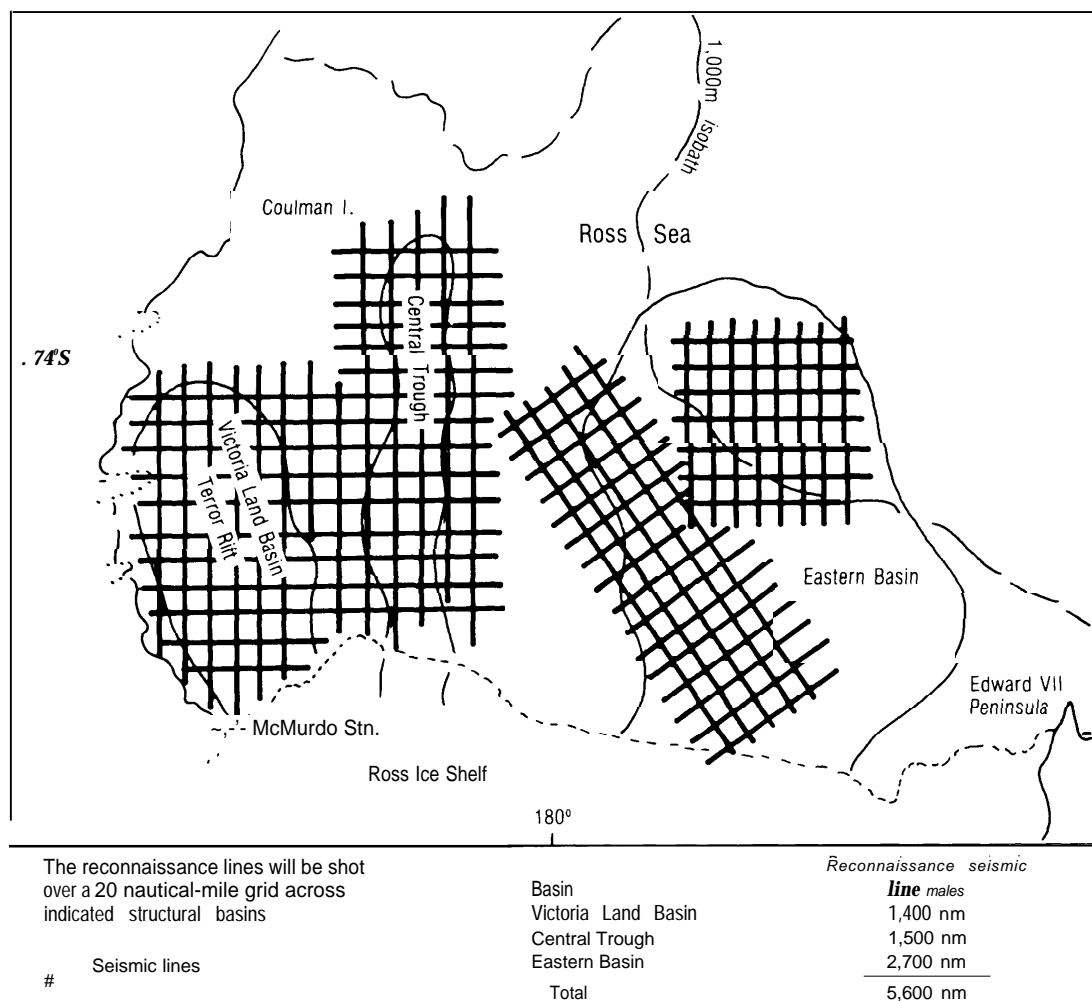 1,000m isobath
Coulman I.
Ross Sea
Central Trough
. 74°S
Victoria Land Basin
Terror Rift
Eastern Basin
Edward VII
Peninsula
McMurdo Stn.
Ross Ice Shelf
180°
The reconnaissance lines will be shot
over a 20 nautical-mile grid across
indicated structural basins
# Seismic lines
Reconnaissance seismic
Basin line males
Victoria Land Basin 1,400 nm
Central Trough 1,500 nm
Eastern Basin 2,700 nm
Total 5,600 nm